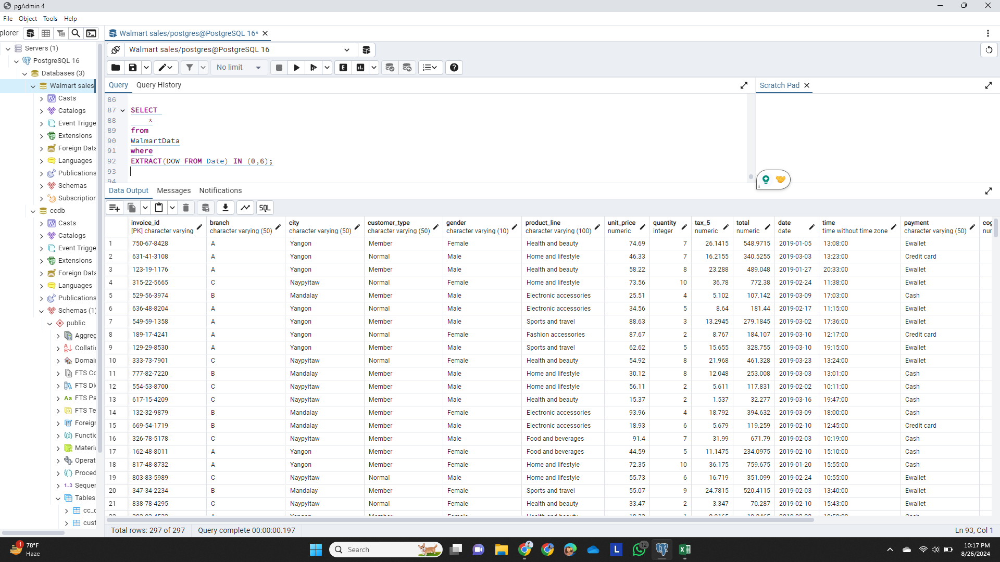 pgAdmin 4
File Object Tools Help
plorer
Walmart sales/postgres@PostgreSQL 16*
Servers (1)
PostgreSQL 16
Databases (3)
Walmart sales
Casts
Catalogs
Event Trigge
Extensions
Foreign Data
Languages
Publications
Schemas
Subscription
ccdb
Casts
Catalogs
Event Trigge
Extensions
Foreign Data
Languages
Publications
Schemas (1)
public
Aggreg
Collatio
Domai
FTS Co
FTS Di
FTS Pa
FTS Te
Foreign
Functio
Materia
Operat
Proced
1..3 Sequen
Tables
cc_c
cust
Walmart sales/postgres@PostgreSQL 16
No limit
Query Query History
Scratch Pad
86
87 SELECT
88 *
89 from
90 WalmartData
91 where
92 EXTRACT(DOW FROM Date) IN (0,6);
93
94
Data Output Messages Notifications
SQL
invoice_id branch city customer_type gender product_line unit_price quantity tax_5 total date time payment cog
[PK] character varying character varying (50) character varying (50) character varying (50) character varying (10) character varying (100) numeric integer numeric numeric date time without time zone character varying (50) num
1 750-67-8428 A Yangon Member Female Health and beauty 74.69 7 26.1415 548.9715 2019-01-05 13:08:00 Ewallet
2 631-41-3108 A Yangon Normal Male Home and lifestyle 46.33 7 16.2155 340.5255 2019-03-03 13:23:00 Credit card
3 123-19-1176 A Yangon Member Male Health and beauty 58.22 8 23.288 489.048 2019-01-27 20:33:00 Ewallet
4 315-22-5665 C Naypyitaw Normal Female Home and lifestyle 73.56 10 36.78 772.38 2019-02-24 11:38:00 Ewallet
5 529-56-3974 B Mandalay Member Male Electronic accessories 25.51 4 5.102 107.142 2019-03-09 17:03:00 Cash
6 636-48-8204 A Yangon Normal Male Electronic accessories 34.56 5 8.64 181.44 2019-02-17 11:15:00 Ewallet
7 549-59-1358 A Yangon Member Male Sports and travel 88.63 3 13.2945 279.1845 2019-03-02 17:36:00 Ewallet
8 189-17-4241 A Yangon Normal Female Fashion accessories 87.67 2 8.767 184.107 2019-03-10 12:17:00 Credit card
9 129-29-8530 A Yangon Member Male Sports and travel 62.62 5 15.655 328.755 2019-03-10 19:15:00 Ewallet
10 333-73-7901 C Naypyitaw Normal Female Health and beauty 54.92 8 21.968 461.328 2019-03-23 13:24:00 Ewallet
11 777-82-7220 B Mandalay Member Male Home and lifestyle 30.12 8 12.048 253.008 2019-03-03 13:01:00 Cash
12 554-53-8700 C Naypyitaw Member Male Home and lifestyle 56.11 2 5.611 117.831 2019-02-02 10:11:00 Cash
13 617-15-4209 C Naypyitaw Member Male Health and beauty 15.37 2 1.537 32.277 2019-03-16 19:47:00 Cash
14 132-32-9879 B Mandalay Member Female Electronic accessories 93.96 4 18.792 394.632 2019-03-09 18:00:00 Cash
15 669-54-1719 B Mandalay Member Male Electronic accessories 18.93 6 5.679 119.259 2019-02-10 12:45:00 Credit card
16 326-78-5178 C Naypyitaw Member Male Food and beverages 91.4 7 31.99 671.79 2019-02-03 10:19:00 Cash
17 162-48-8011 A Yangon Member Female Food and beverages 44.59 5 11.1475 234.0975 2019-02-10 15:10:00 Cash
18 817-48-8732 A Yangon Member Female Home and lifestyle 72.35 10 36.175 759.675 2019-01-20 15:55:00 Cash
19 803-83-5989 C Naypyitaw Normal Male Home and lifestyle 55.73 6 16.719 351.099 2019-02-24 10:55:00 Ewallet
20 347-34-2234 B Mandalay Member Female Sports and travel 55.07 9 24.7815 520.4115 2019-02-03 13:40:00 Ewallet
21 838-78-4295 C Naypyitaw Normal Female Health and beauty 33.47 2 3.347 70.287 2019-02-10 15:43:00 Ewallet
Total rows: 297 of 297 Query complete 00:00:00.197 Ln 93, Col 1
1 78°F
Haze
Search
L
12
10:17 PM
8/26/2024